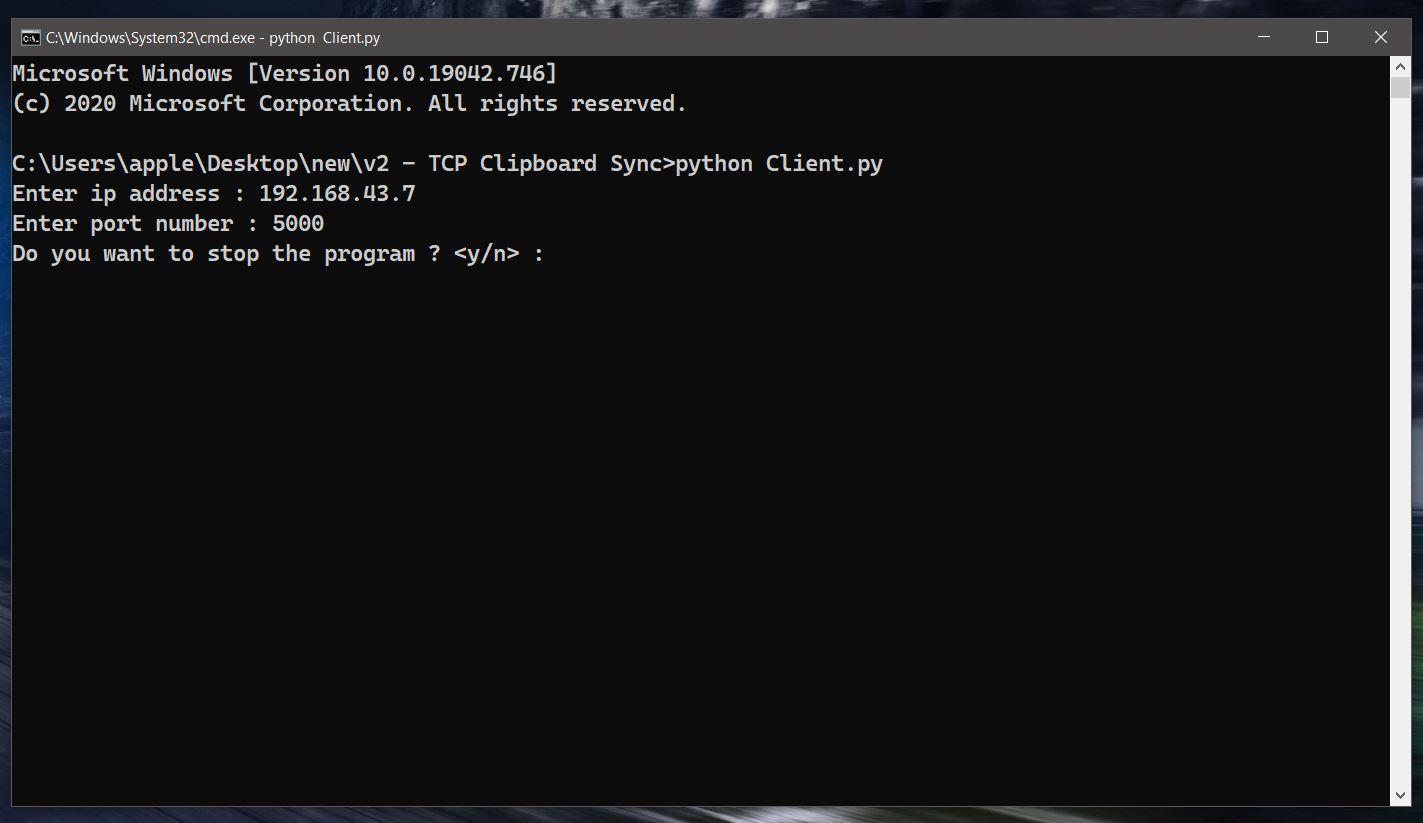 C:\Windows\System32\cmd.exe - python  Client.py
Microsoft Windows [Version 10.0.19042.746]
(c) 2020 Microsoft Corporation. All rights reserved.
C:\Users\apple\Desktop\new\v2 - TCP Clipboard Sync>python Client.py
Enter ip address : 192.168.43.7
Enter port number : 5000
Do you want to stop the program ? <y/n> :